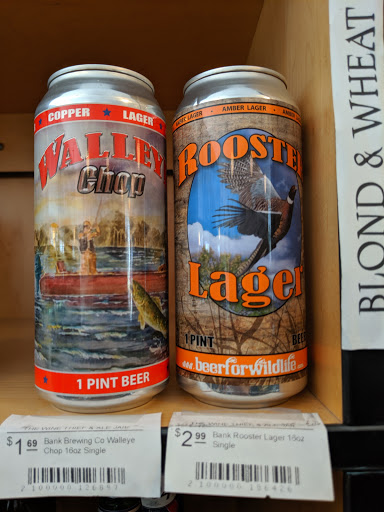 COPPER ★ LAGER
WALLEY
Chop
1 PINT BEER
AMBER LAGER
ROOSTE
Lager
1 PINT
beerforwildlife
BLOND & WHEAT
$1.69 Bank Brewing Co Walleye
Chop 16oz Single
$2.99 Bank Rooster Lager 16oz
Single